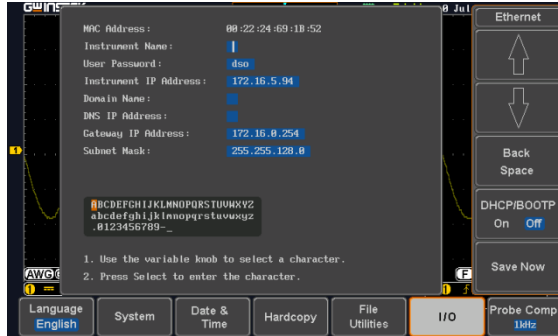 GWINSTEK
Jul
Ethernet
MAC Address: 00:22:24:69:1B:52
Instrument Name:
User Password: dso
Instrument IP Address: 172.16.5.94
Domain Name:
DNS IP Address:
Gateway IP Address: 172.16.0.254
Subnet Mask: 255.255.128.0
Back
Space
DHCP/BOOTP
On Off
Save Now
ABCDEFGHIJKLMNOPQRSTUVWXYZ
abcdefghijklmnopqrstuvwxyz
.0123456789-_
1. Use the variable knob to select a character.
2. Press Select to enter the character.
AWG
F
1
1
Language
English
System
Date &
Time
Hardcopy
File
Utilities
I/O
Probe Comp
1kHz